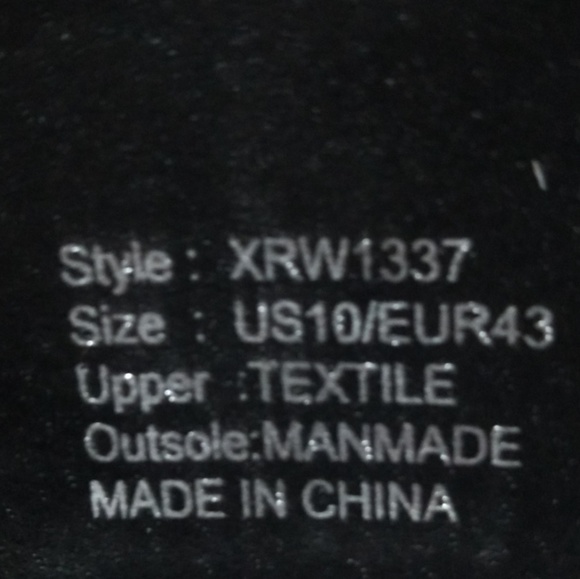 Style : XRW1337
Size : US10/EUR43
Upper :TEXTILE
Outsole:MANMADE
MADE IN CHINA